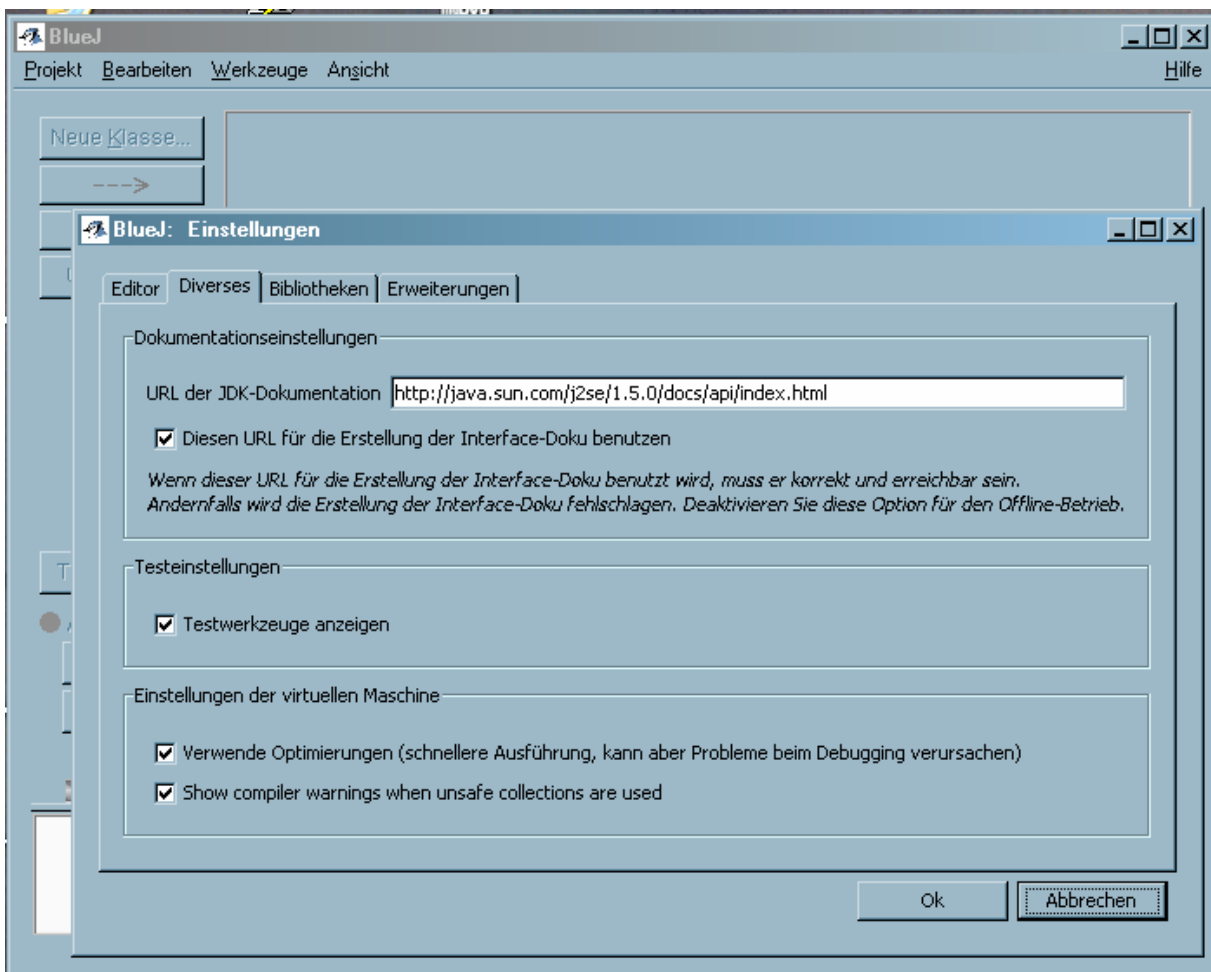 BlueJ
Projekt Bearbeiten Werkzeuge Ansicht Hilfe
Neue Klasse...
--->
BlueJ: Einstellungen
Editor Diverses Bibliotheken Erweiterungen
Dokumentationseinstellungen
URL der JDK-Dokumentation http://java.sun.com/j2se/1.5.0/docs/api/index.html
Diesen URL für die Erstellung der Interface-Doku benutzen
Wenn dieser URL für die Erstellung der Interface-Doku benutzt wird, muss er korrekt und erreichbar sein.
Andernfalls wird die Erstellung der Interface-Doku fehlschlagen. Deaktivieren Sie diese Option für den Offline-Betrieb.
Testeinstellungen
Testwerkzeuge anzeigen
Einstellungen der virtuellen Maschine
Verwende Optimierungen (schnellere Ausführung, kann aber Probleme beim Debugging verursachen)
Show compiler warnings when unsafe collections are used
Ok Abbrechen